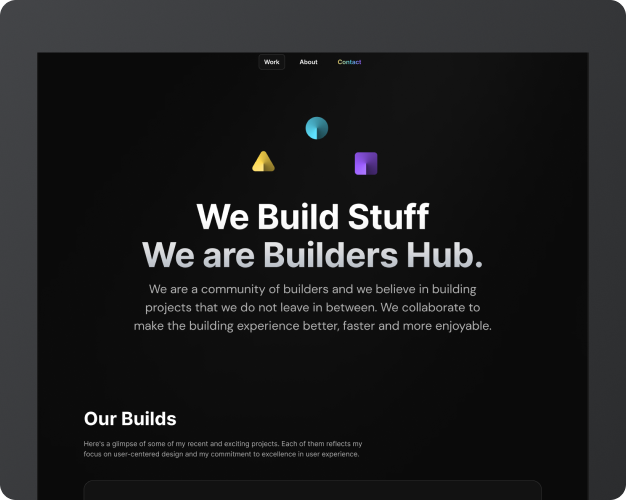 Work About Contact
We Build Stuff
We are Builders Hub.
We are a community of builders and we believe in building
projects that we do not leave in between. We collaborate to
make the building experience better, faster and more enjoyable.
Our Builds
Here's a glimpse of some of my recent and exciting projects. Each of them reflects my
focus on user-centered design and my commitment to excellence in user experience.